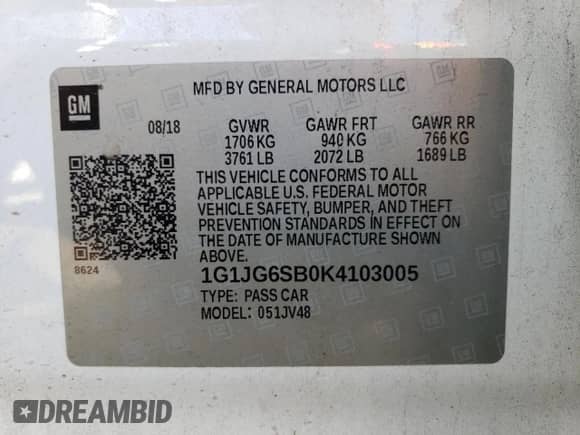 MFD BY GENERAL MOTORS LLC
GM
08/18 GVWR GAWR FRT GAWR RR
1706 KG 940 KG 766 KG
3761 LB 2072 LB 1689 LB
THIS VEHICLE CONFORMS TO ALL
APPLICABLE U.S. FEDERAL MOTOR
VEHICLE SAFETY, BUMPER, AND THEFT
PREVENTION STANDARDS IN EFFECT ON
THE DATE OF MANUFACTURE SHOWN
ABOVE.
8624
1G1JG6SB0K4103005
TYPE: PASS CAR
MODEL: 051JV48
DREAMBID